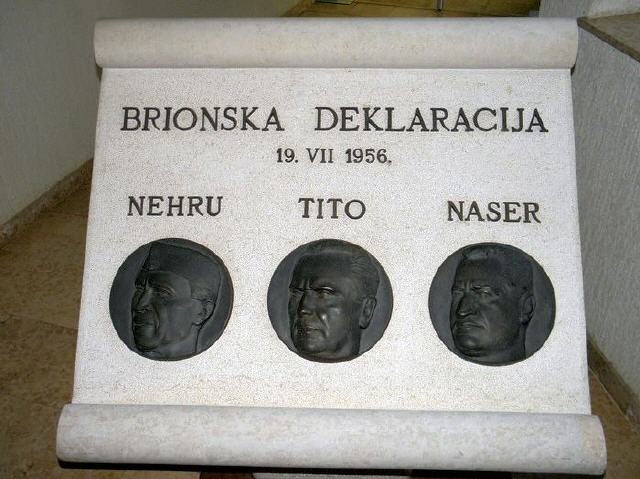 BRIONSKA DEKLARACIJA
19. VII 1956.
NEHRU TITO NASER